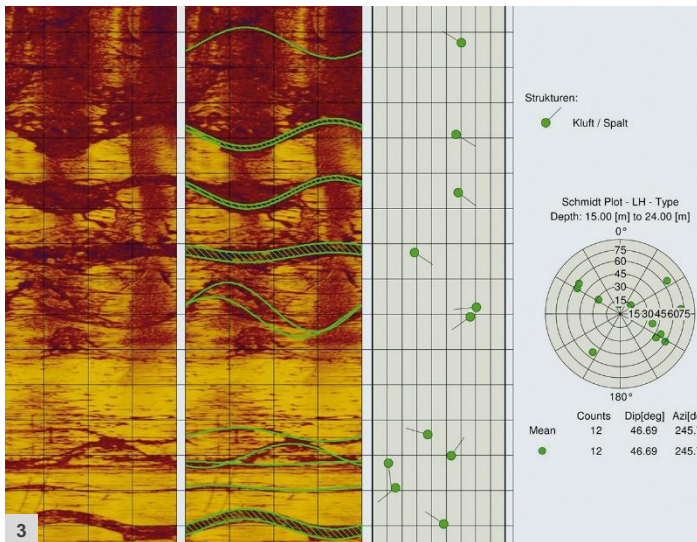 Strukturen:
Kluft / Spalt
Schmidt Plot - LH - Type
Depth: 15.00 [m] to 24.00 [m]
0°
75
60
45
30
15
15 30 45 60 75
180°
Counts Dip[deg] Azi[d
Mean 12 46.69 245.
12 46.69 245.
3